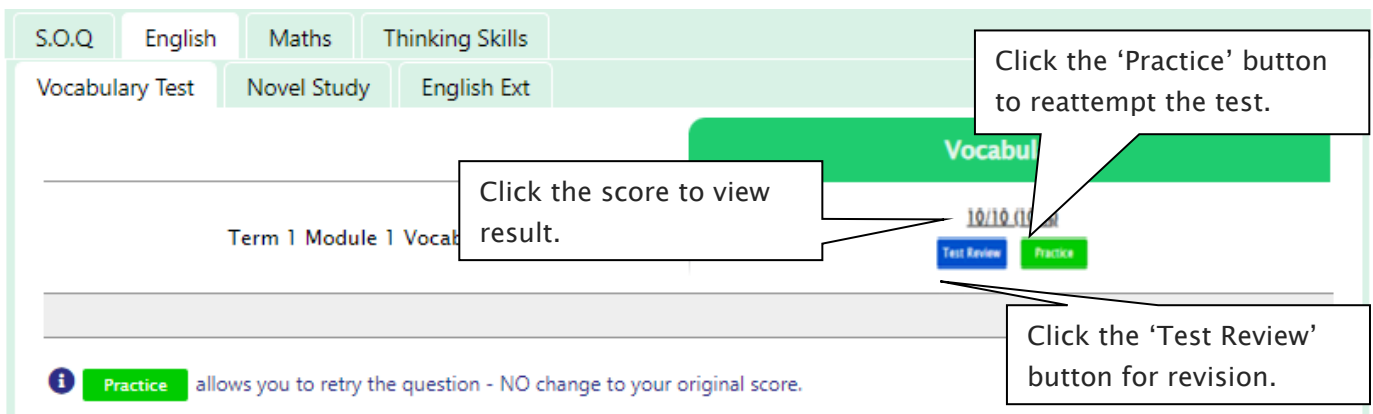 S.O.Q English Maths Thinking Skills
Vocabulary Test Novel Study English Ext
Click the ‘Practice’ button
to reattempt the test.
Click the score to view
result.
Term 1 Module 1
10/10
Test Review Practice
Click the ‘Test Review’
button for revision.
Practice allows you to retry the question - NO change to your original score.